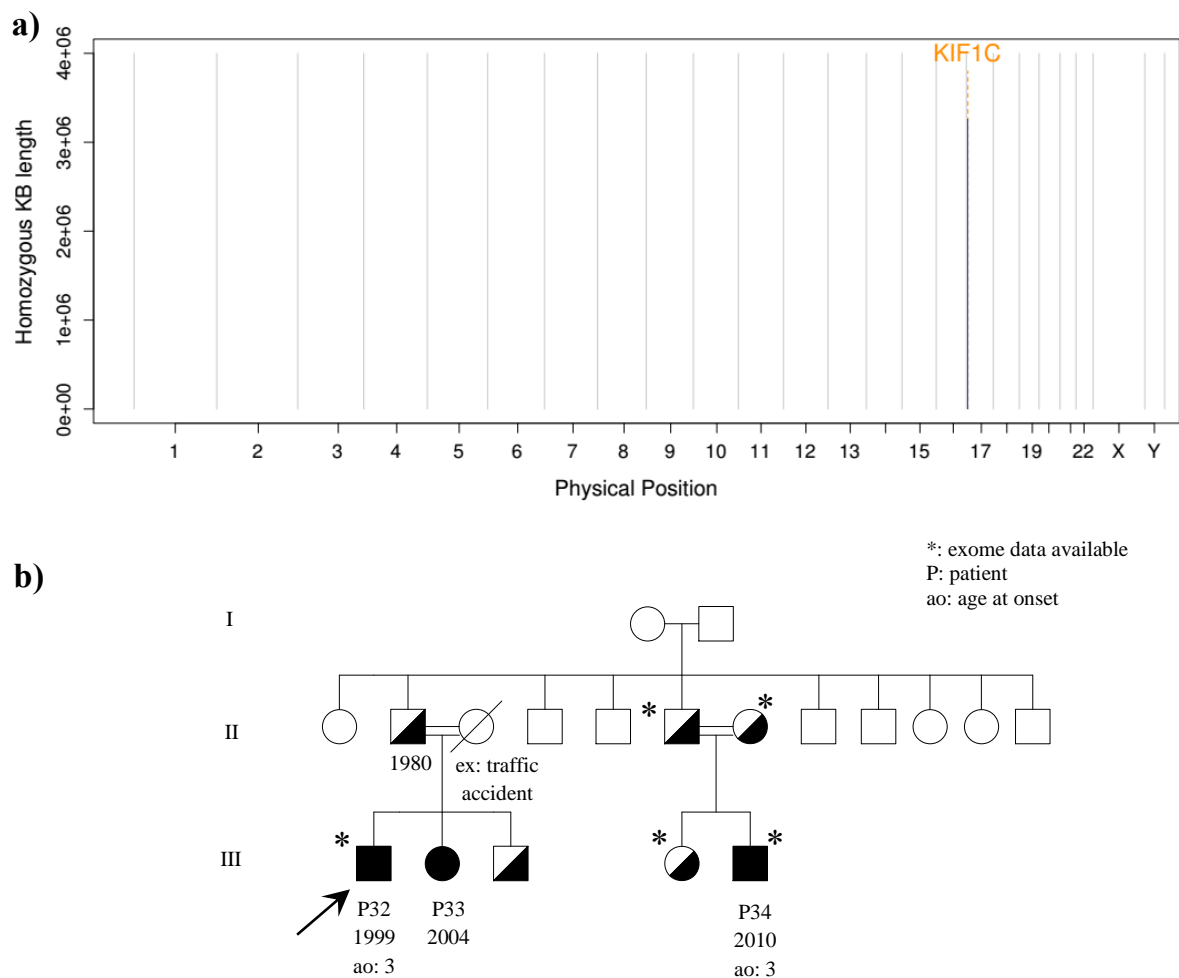 a)
KIF1C
Homozygous KB length
0e+00 1e+06 2e+06 3e+06 4e+06
1 2 3 4 5 6 7 8 9 10 11 12 13 15 17 19 22 X Y
Physical Position
*: exome data available
P: patient
ao: age at onset
b)
I
II
* *
1980
ex: traffic
accident
III
* * *
P32 P33 P34
1999 2004 2010
ao: 3 ao: 3